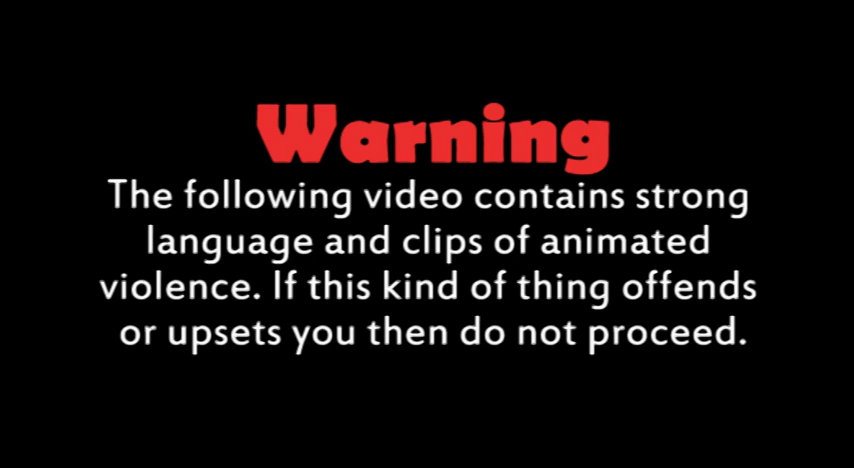 Warning
The following video contains strong
language and clips of animated
violence. If this kind of thing offends
or upsets you then do not proceed.